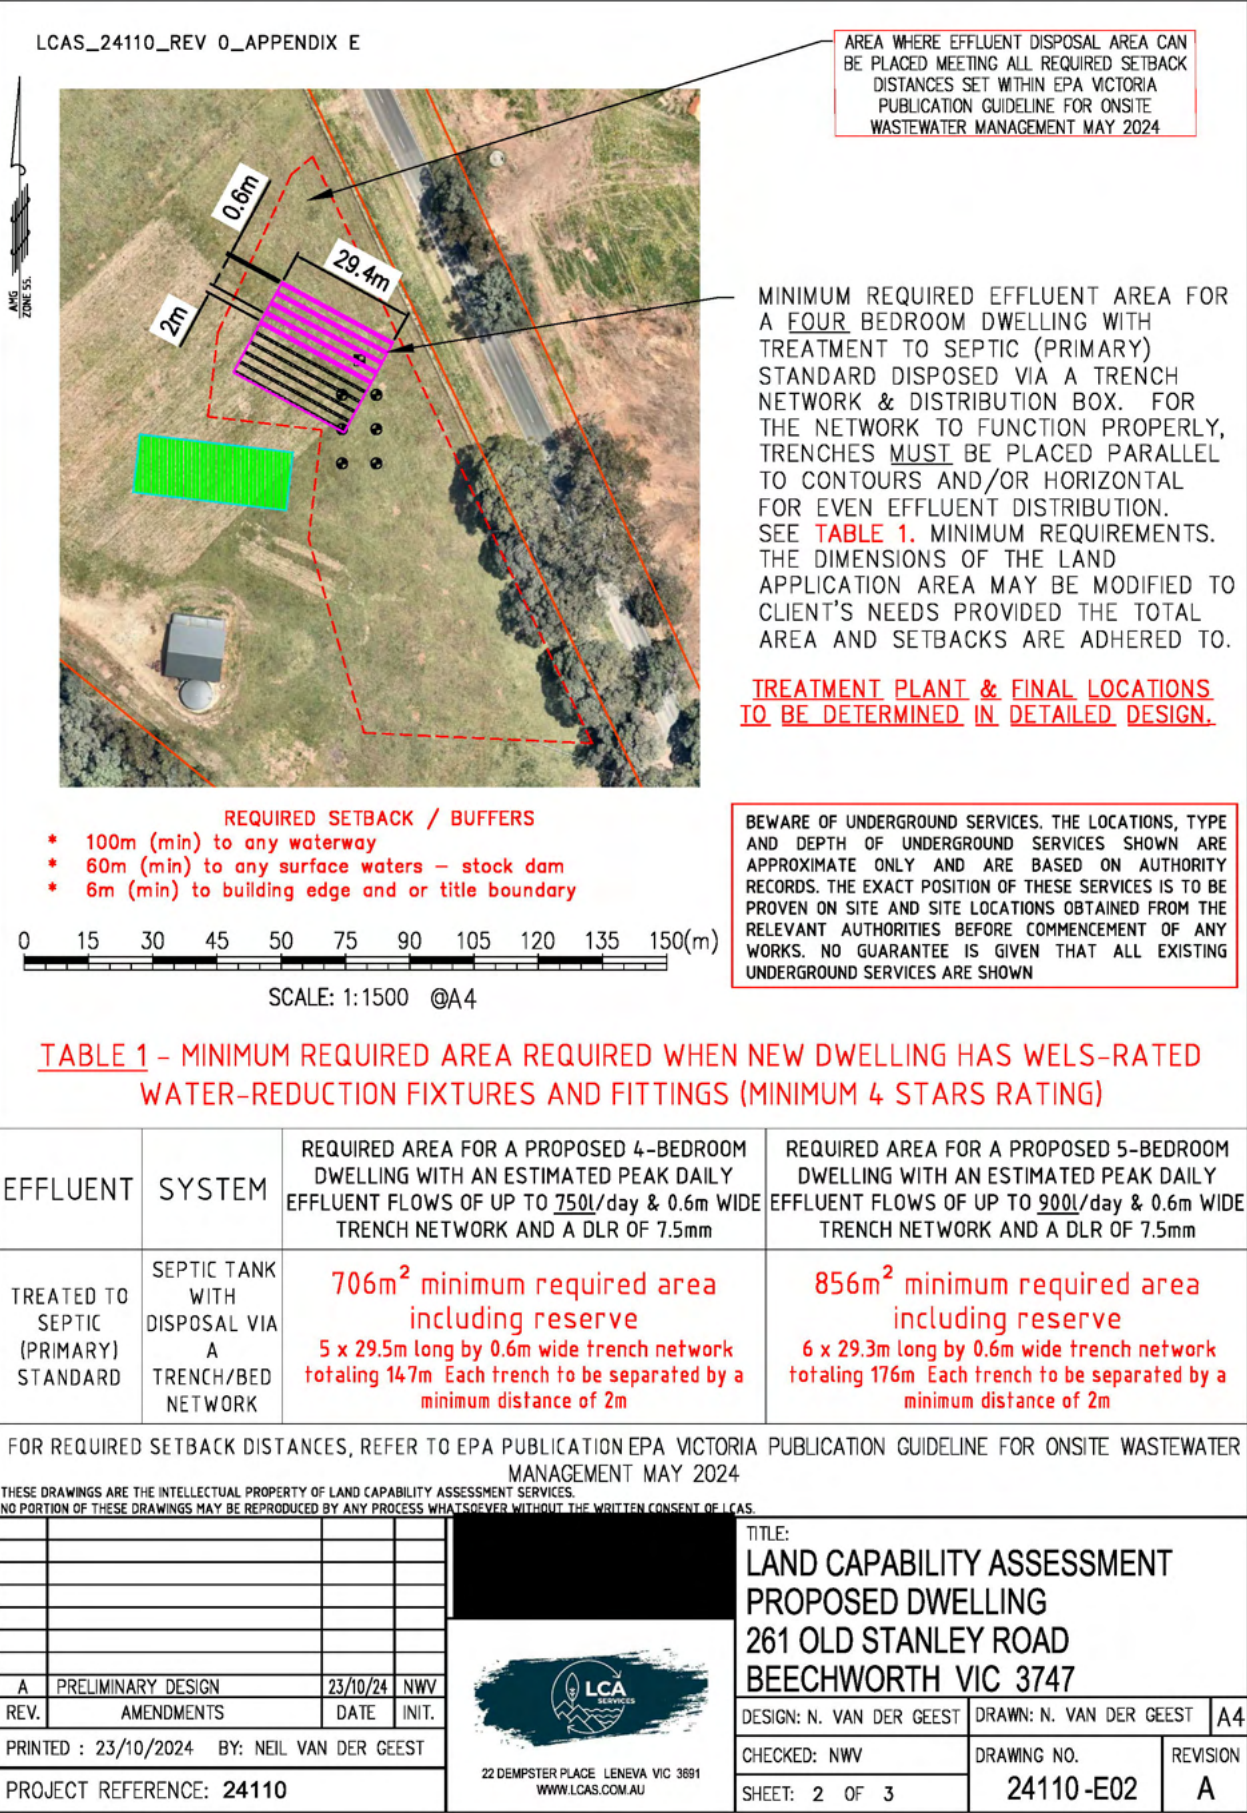 LCAS_24110_REV 0_APPENDIX E
AREA WHERE EFFLUENT DISPOSAL AREA CAN
BE PLACED MEETING ALL REQUIRED SETBACK
DISTANCES SET WITHIN EPA VICTORIA
PUBLICATION GUIDELINE FOR ONSITE
WASTEWATER MANAGEMENT MAY 2024
AMG
ZONE 55.
0.6m
29.4m
2m
MINIMUM REQUIRED EFFLUENT AREA FOR
A FOUR BEDROOM DWELLING WITH
TREATMENT TO SEPTIC (PRIMARY)
STANDARD DISPOSED VIA A TRENCH
NETWORK & DISTRIBUTION BOX. FOR
THE NETWORK TO FUNCTION PROPERLY,
TRENCHES MUST BE PLACED PARALLEL
TO CONTOURS AND/OR HORIZONTAL
FOR EVEN EFFLUENT DISTRIBUTION.
SEE TABLE 1. MINIMUM REQUIREMENTS.
THE DIMENSIONS OF THE LAND
APPLICATION AREA MAY BE MODIFIED TO
CLIENT'S NEEDS PROVIDED THE TOTAL
AREA AND SETBACKS ARE ADHERED TO.
TREATMENT PLANT & FINAL LOCATIONS
TO BE DETERMINED IN DETAILED DESIGN.
REQUIRED SETBACK / BUFFERS
* 100m (min) to any waterway
* 60m (min) to any surface waters – stock dam
* 6m (min) to building edge and or title boundary
0 15 30 45 60 75 90 105 120 135 150(m)
SCALE: 1:1500 @A4
BEWARE OF UNDERGROUND SERVICES. THE LOCATIONS, TYPE
AND DEPTH OF UNDERGROUND SERVICES SHOWN ARE
APPROXIMATE ONLY AND ARE BASED ON AUTHORITY
RECORDS. THE EXACT POSITION OF THESE SERVICES IS TO BE
PROVEN ON SITE AND SITE LOCATIONS OBTAINED FROM THE
RELEVANT AUTHORITIES BEFORE COMMENCEMENT OF ANY
WORKS. NO GUARANTEE IS GIVEN THAT ALL EXISTING
UNDERGROUND SERVICES ARE SHOWN
TABLE 1 - MINIMUM REQUIRED AREA REQUIRED WHEN NEW DWELLING HAS WELS-RATED
WATER-REDUCTION FIXTURES AND FITTINGS (MINIMUM 4 STARS RATING)
EFFLUENT
SYSTEM
REQUIRED AREA FOR A PROPOSED 4-BEDROOM
DWELLING WITH AN ESTIMATED PEAK DAILY
EFFLUENT FLOWS OF UP TO 750l/day & 0.6m WIDE
TRENCH NETWORK AND A DLR OF 7.5mm
REQUIRED AREA FOR A PROPOSED 5-BEDROOM
DWELLING WITH AN ESTIMATED PEAK DAILY
EFFLUENT FLOWS OF UP TO 900l/day & 0.6m WIDE
TRENCH NETWORK AND A DLR OF 7.5mm
TREATED TO
SEPTIC
(PRIMARY)
STANDARD
SEPTIC TANK
WITH
DISPOSAL VIA
A
TRENCH/BED
NETWORK
706m² minimum required area
including reserve
5 x 29.5m long by 0.6m wide trench network
totaling 147m Each trench to be separated by a
minimum distance of 2m
856m² minimum required area
including reserve
6 x 29.3m long by 0.6m wide trench network
totaling 176m Each trench to be separated by a
minimum distance of 2m
FOR REQUIRED SETBACK DISTANCES, REFER TO EPA PUBLICATION EPA VICTORIA PUBLICATION GUIDELINE FOR ONSITE WASTEWATER
MANAGEMENT MAY 2024
THESE DRAWINGS ARE THE INTELLECTUAL PROPERTY OF LAND CAPABILITY ASSESSMENT SERVICES.
NO PORTION OF THESE DRAWINGS MAY BE REPRODUCED BY ANY PROCESS WHATSOEVER WITHOUT THE WRITTEN CONSENT OF LCAS.
A PRELIMINARY DESIGN 23/10/24 NWV
REV. AMENDMENTS DATE INIT.
PRINTED : 23/10/2024 BY: NEIL VAN DER GEEST
PROJECT REFERENCE: 24110
LCA
SERVICES
22 DEMPSTER PLACE LENEVA VIC 3691
WWW.LCAS.COM.AU
TITLE:
LAND CAPABILITY ASSESSMENT
PROPOSED DWELLING
261 OLD STANLEY ROAD
BEECHWORTH VIC 3747
DESIGN: N. VAN DER GEEST DRAWN: N. VAN DER GEEST A4
CHECKED: NWV
DRAWING NO.
REVISION
SHEET: 2 OF 3
24110-E02
A